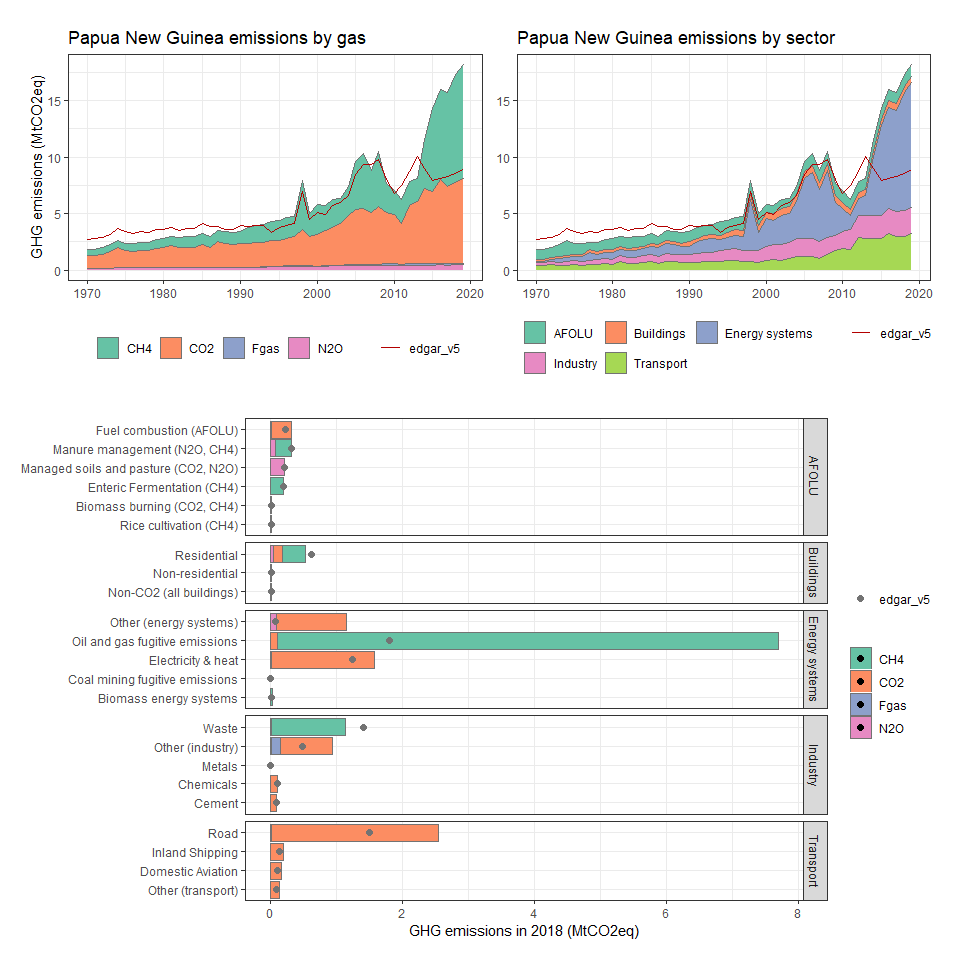 Papua New Guinea emissions by gas
GHG emissions (MtCO2eq)
15
10
5
0
1970
1980
1990
2000
2010
2020
CH4
CO2
Fgas
N2O
edgar_v5
Papua New Guinea emissions by sector
15
10
5
0
1970
1980
1990
2000
2010
2020
AFOLU
Buildings
Energy systems
edgar_v5
Industry
Transport
Fuel combustion (AFOLU)
Manure management (N2O, CH4)
Managed soils and pasture (CO2, N2O)
Enteric Fermentation (CH4)
Biomass burning (CO2, CH4)
Rice cultivation (CH4)
AFOLU
Residential
Non-residential
Non-CO2 (all buildings)
Buildings
Other (energy systems)
Oil and gas fugitive emissions
Electricity & heat
Coal mining fugitive emissions
Biomass energy systems
Energy systems
Waste
Other (industry)
Metals
Chemicals
Cement
Industry
Road
Inland Shipping
Domestic Aviation
Other (transport)
Transport
0
2
4
6
8
GHG emissions in 2018 (MtCO2eq)
edgar_v5
CH4
CO2
Fgas
N2O